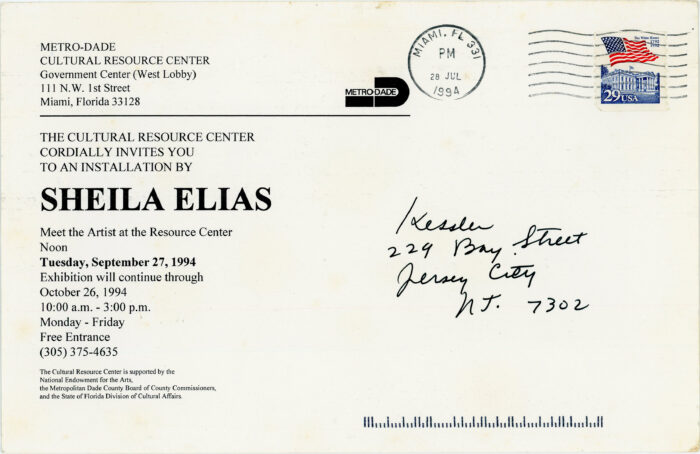 METRO-DADE
CULTURAL RESOURCE CENTER
Government Center (West Lobby)
111 N.W. 1st Street
Miami, Florida 33128
METRO-DADE
MIAMI, FL 331
PM
28 JUL
1994
29 USA
THE CULTURAL RESOURCE CENTER
CORDIALLY INVITES YOU
TO AN INSTALLATION BY
SHEILA ELIAS
Meet the Artist at the Resource Center
Noon
Tuesday, September 27, 1994
Exhibition will continue through
October 26, 1994
10:00 a.m. - 3:00 p.m.
Monday - Friday
Free Entrance
(305) 375-4635
The Cultural Resource Center is supported by the
National Endowment for the Arts,
the Metropolitan Dade County Board of County Commissioners,
and the State of Florida Division of Cultural Affairs.
Kessler
229 Bay Street
Jersey City
NJ. 7302